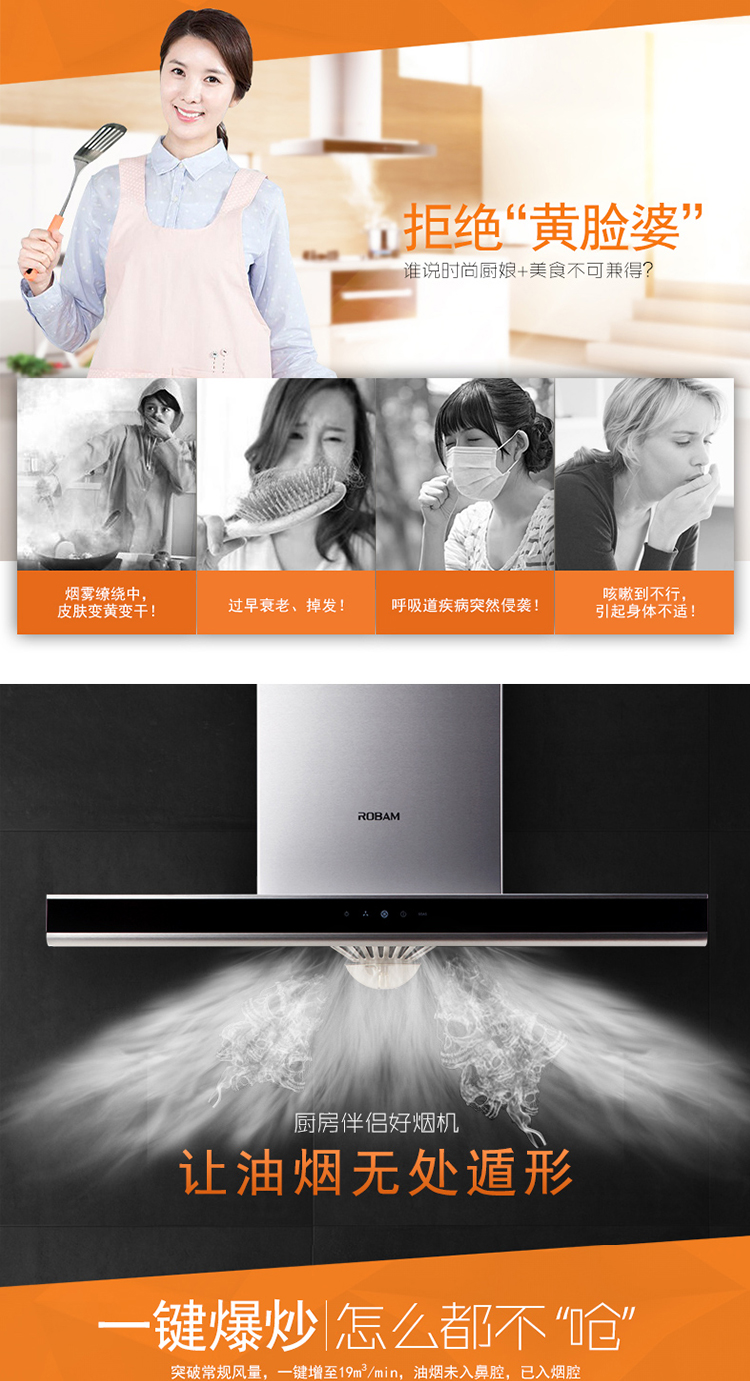 拒绝“黄脸婆”
谁说时尚厨娘+美食不可兼得?
烟雾缭绕中,
皮肤变黄变干!
过早衰老、掉发!
呼吸道疾病突然侵袭!
咳嗽到不行,
引起身体不适!
ROBAM
厨房伴侣好烟机
让油烟无处遁形
一键爆炒|怎么都不“呛”
突破常规风量, 一键增至19m³/min, 油烟未入鼻腔, 已入烟腔